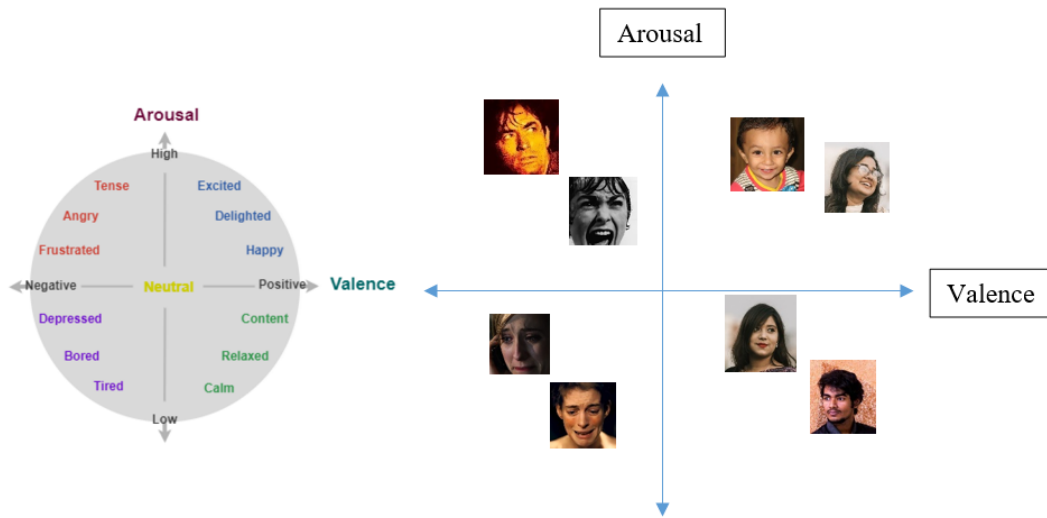 Arousal
High
Tense
Excited
Angry
Delighted
Frustrated
Happy
Negative
Neutral
Positive
Valence
Depressed
Content
Bored
Relaxed
Tired
Calm
Low
Arousal
Valence